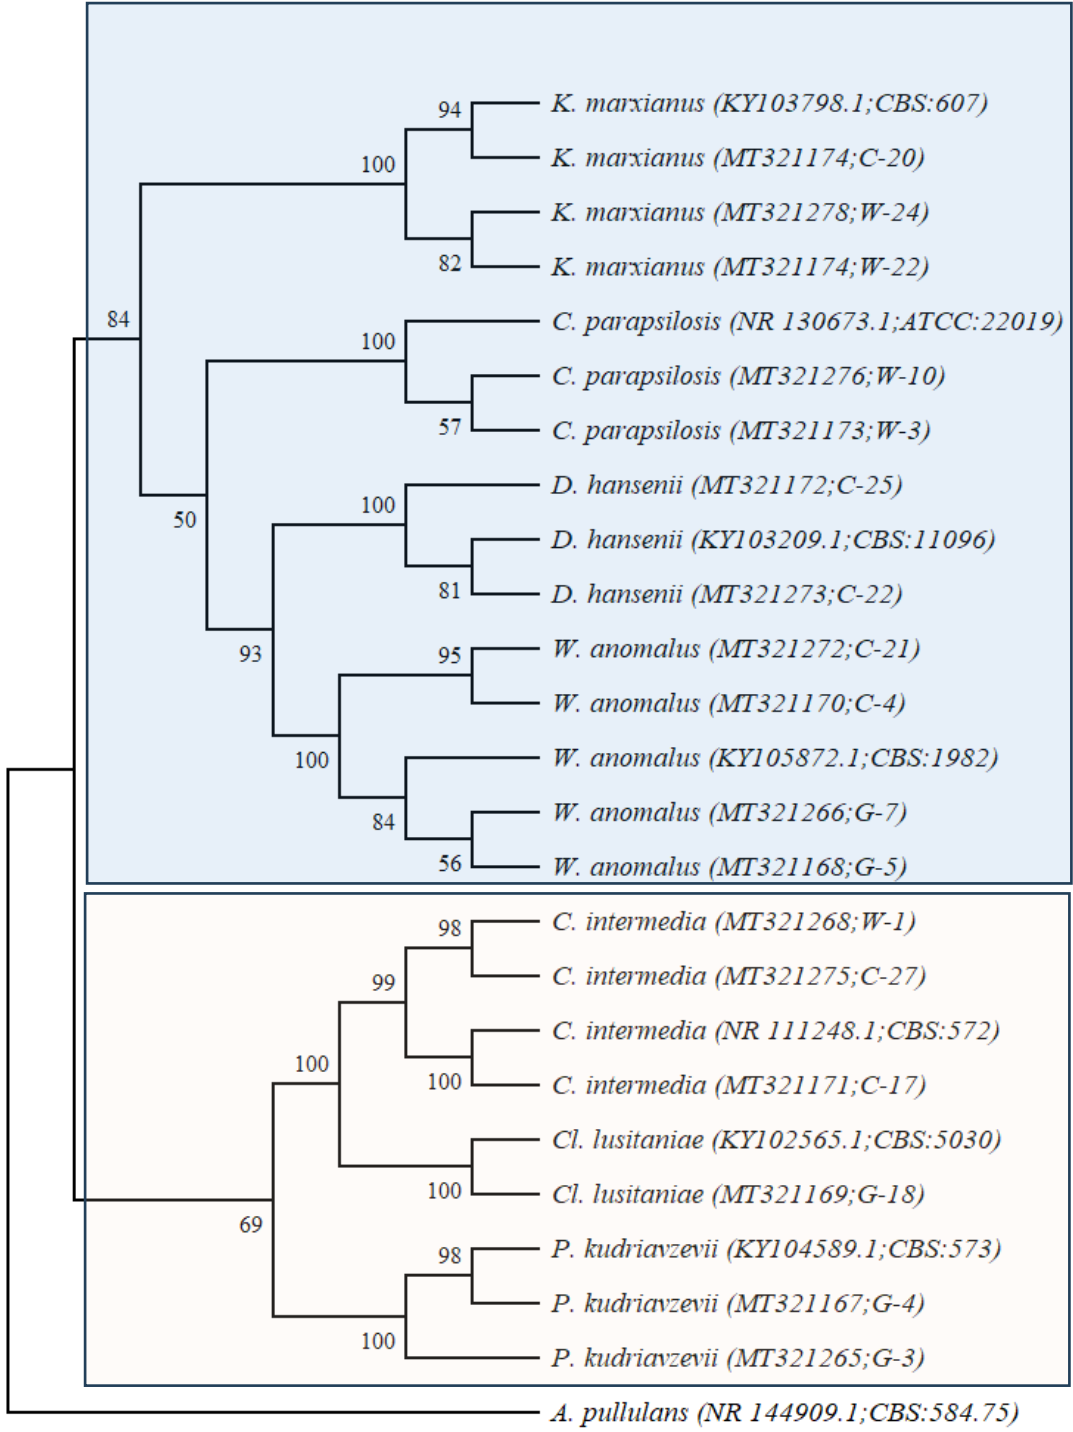 94
K. marxianus (KY103798.1;CBS:607)
K. marxianus (MT321174;C-20)
100
K. marxianus (MT321278;W-24)
82
K. marxianus (MT321174;W-22)
84
C. parapsilosis (NR 130673.1;ATCC:22019)
100
C. parapsilosis (MT321276;W-10)
57
C. parapsilosis (MT321173;W-3)
50
D. hansenii (MT321172;C-25)
100
D. hansenii (KY103209.1;CBS:11096)
81
D. hansenii (MT321273;C-22)
93
95
W. anomalus (MT321272;C-21)
W. anomalus (MT321170;C-4)
100
W. anomalus (KY105872.1;CBS:1982)
84
W. anomalus (MT321266;G-7)
56
W. anomalus (MT321168;G-5)
98
C. intermedia (MT321268;W-1)
99
C. intermedia (MT321275;C-27)
C. intermedia (NR 111248.1;CBS:572)
100
100
C. intermedia (MT321171;C-17)
Cl. lusitaniae (KY102565.1;CBS:5030)
100
Cl. lusitaniae (MT321169;G-18)
69
98
P. kudriavzevii (KY104589.1;CBS:573)
P. kudriavzevii (MT321167;G-4)
100
P. kudriavzevii (MT321265;G-3)
A. pullulans (NR 144909.1;CBS:584.75)